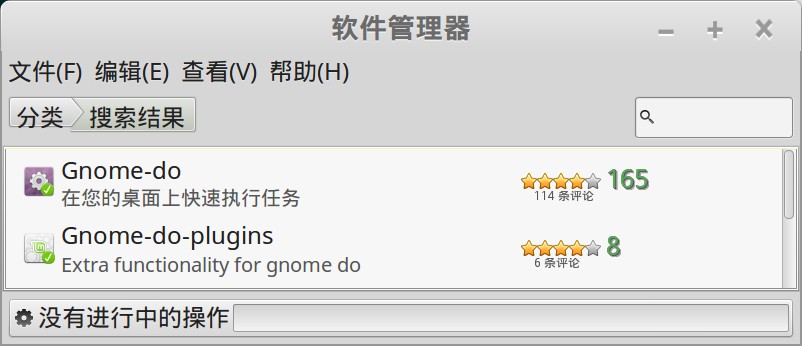 软件管理器
文件(F) 编辑(E) 查看(V) 帮助(H)
分类 搜索结果
Gnome-do
在您的桌面上快速执行任务
165
114 条评论
Gnome-do-plugins
Extra functionality for gnome do
8
6 条评论
没有进行中的操作